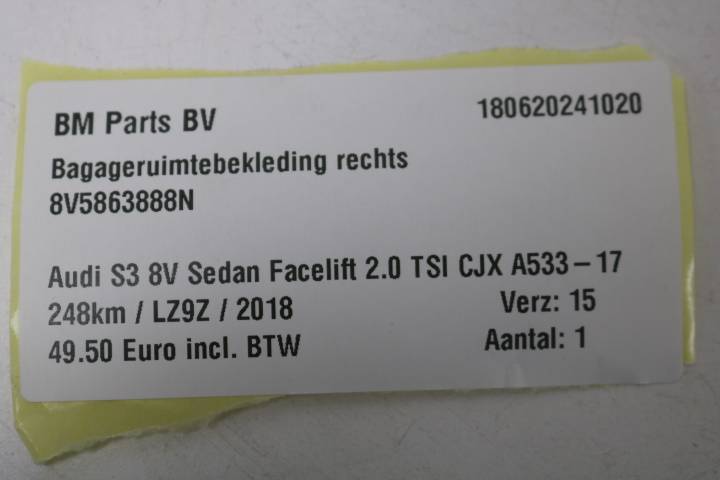 BM Parts BV 180620241020
Bagageruimtebekleding rechts
8V5863888N
Audi S3 8V Sedan Facelift 2.0 TSI CJX A533-17
248km / LZ9Z / 2018 Verz: 15
49.50 Euro incl. BTW Aantal: 1